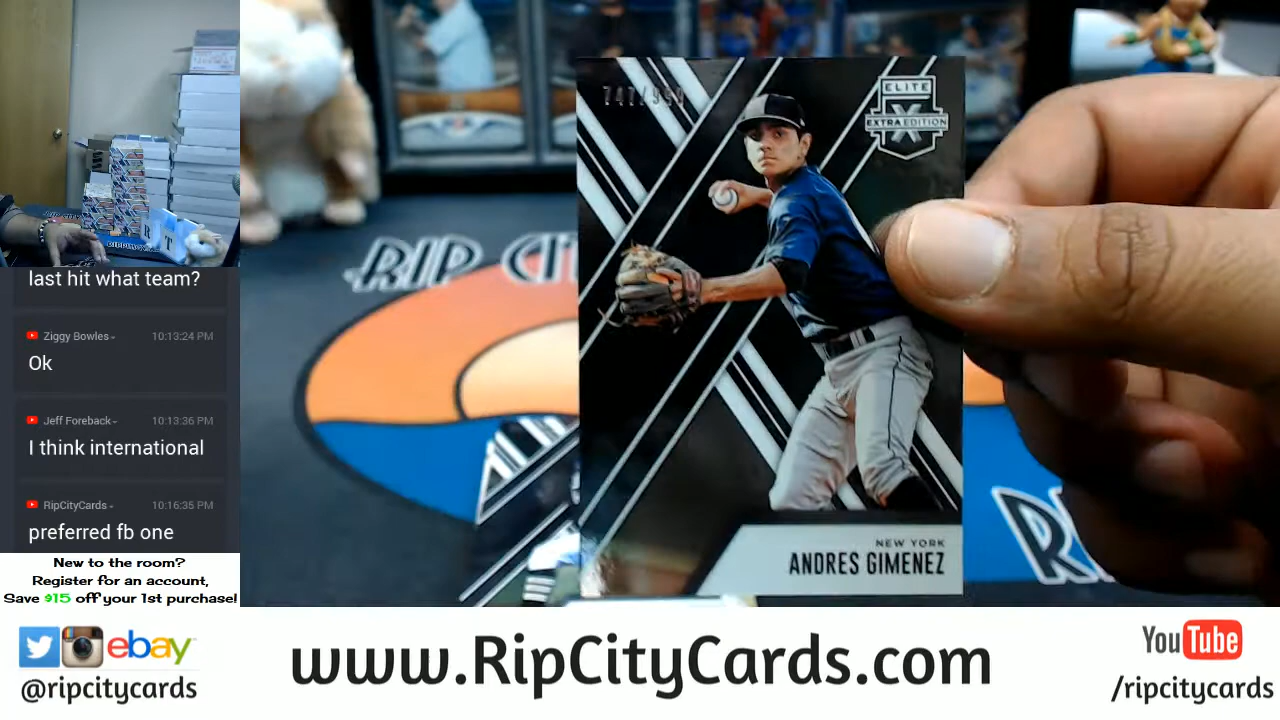 last hit what team?
Ziggy Bowles
10:13:24 PM
Ok
Jeff Foreback
10:13:36 PM
I think international
RipCityCards
10:16:35 PM
preferred fb one
New to the room?
Register for an account,
Save $15 off your 1st purchase!
RIP CI
ELITE
X
EXTRA EDITION
NEW YORK
ANDRES GIMENEZ
R
ebay
@ripcitycards
www.RipCityCards.com
YouTube
/ripcitycards